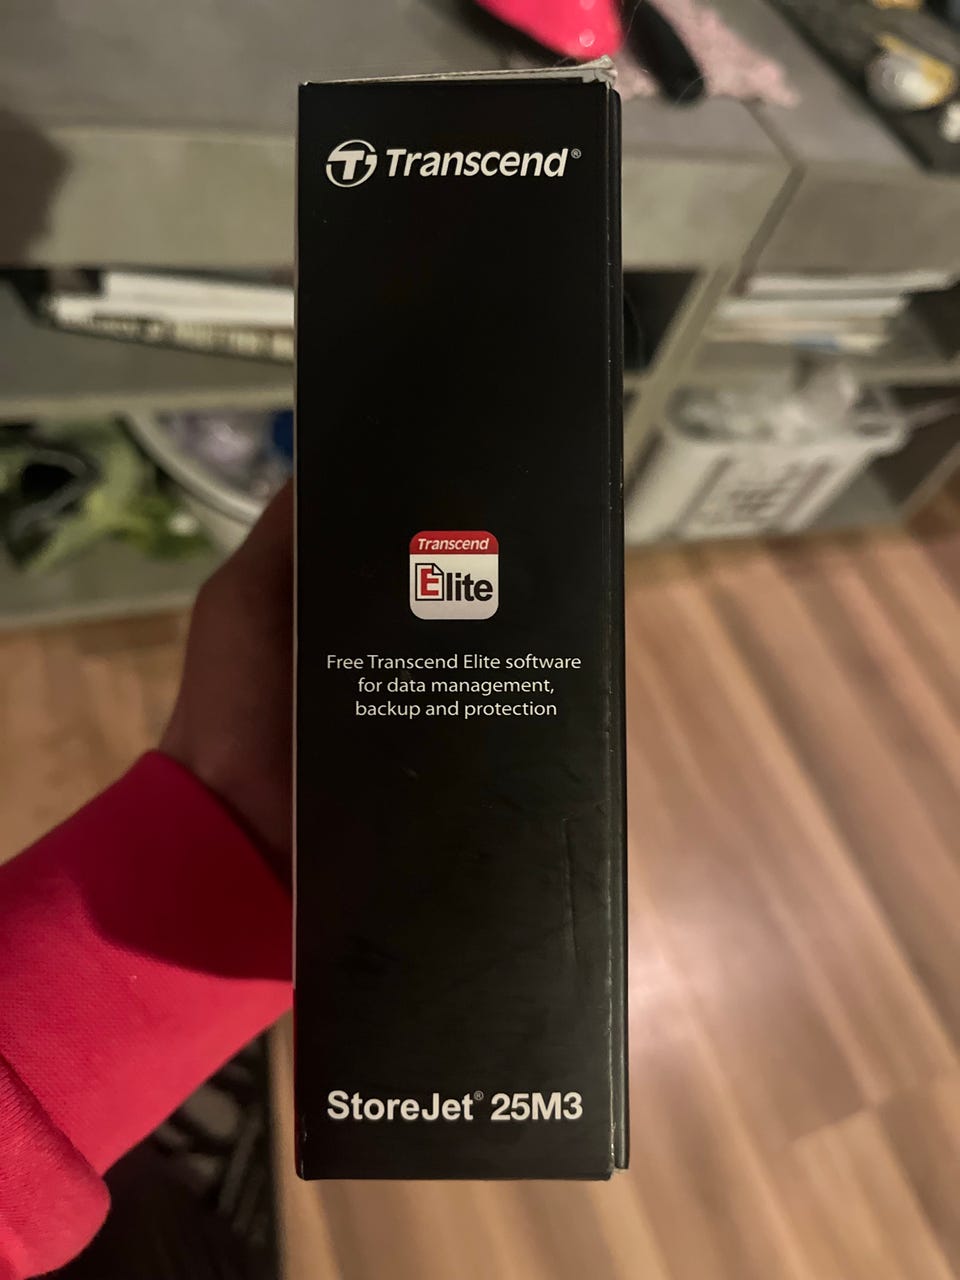 Transcend®
Transcend
Elite
Free Transcend Elite software
for data management,
backup and protection
StoreJet® 25M3